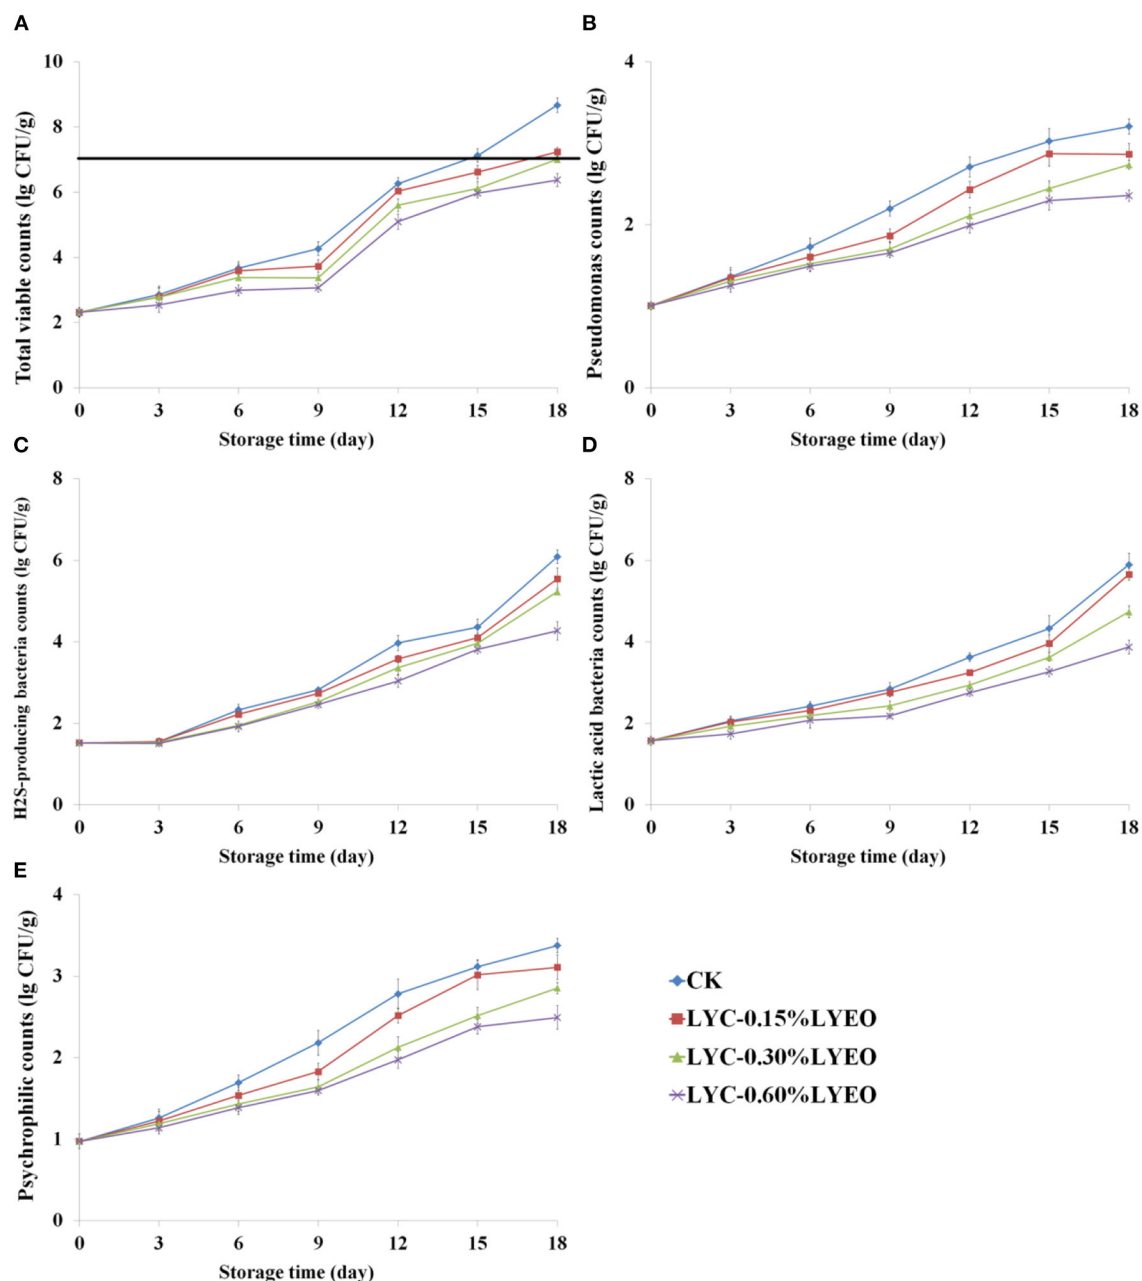 A
Total viable counts (lg CFU/g)
10
8
6
4
2
0
0 3 6 9 12 15 18
Storage time (day)
B
Pseudomonas counts (lg CFU/g)
4
2
0
0 3 6 9 12 15 18
Storage time (day)
C
H2S-producing bacteria counts (lg CFU/g)
8
6
4
2
0
0 3 6 9 12 15 18
Storage time (day)
D
Lactic acid bacteria counts (lg CFU/g)
8
6
4
2
0
0 3 6 9 12 15 18
Storage time (day)
E
Psychrophilic counts (lg CFU/g)
4
3
2
1
0
0 3 6 9 12 15 18
Storage time (day)
CK
LYC-0.15%LYEO
LYC-0.30%LYEO
LYC-0.60%LYEO